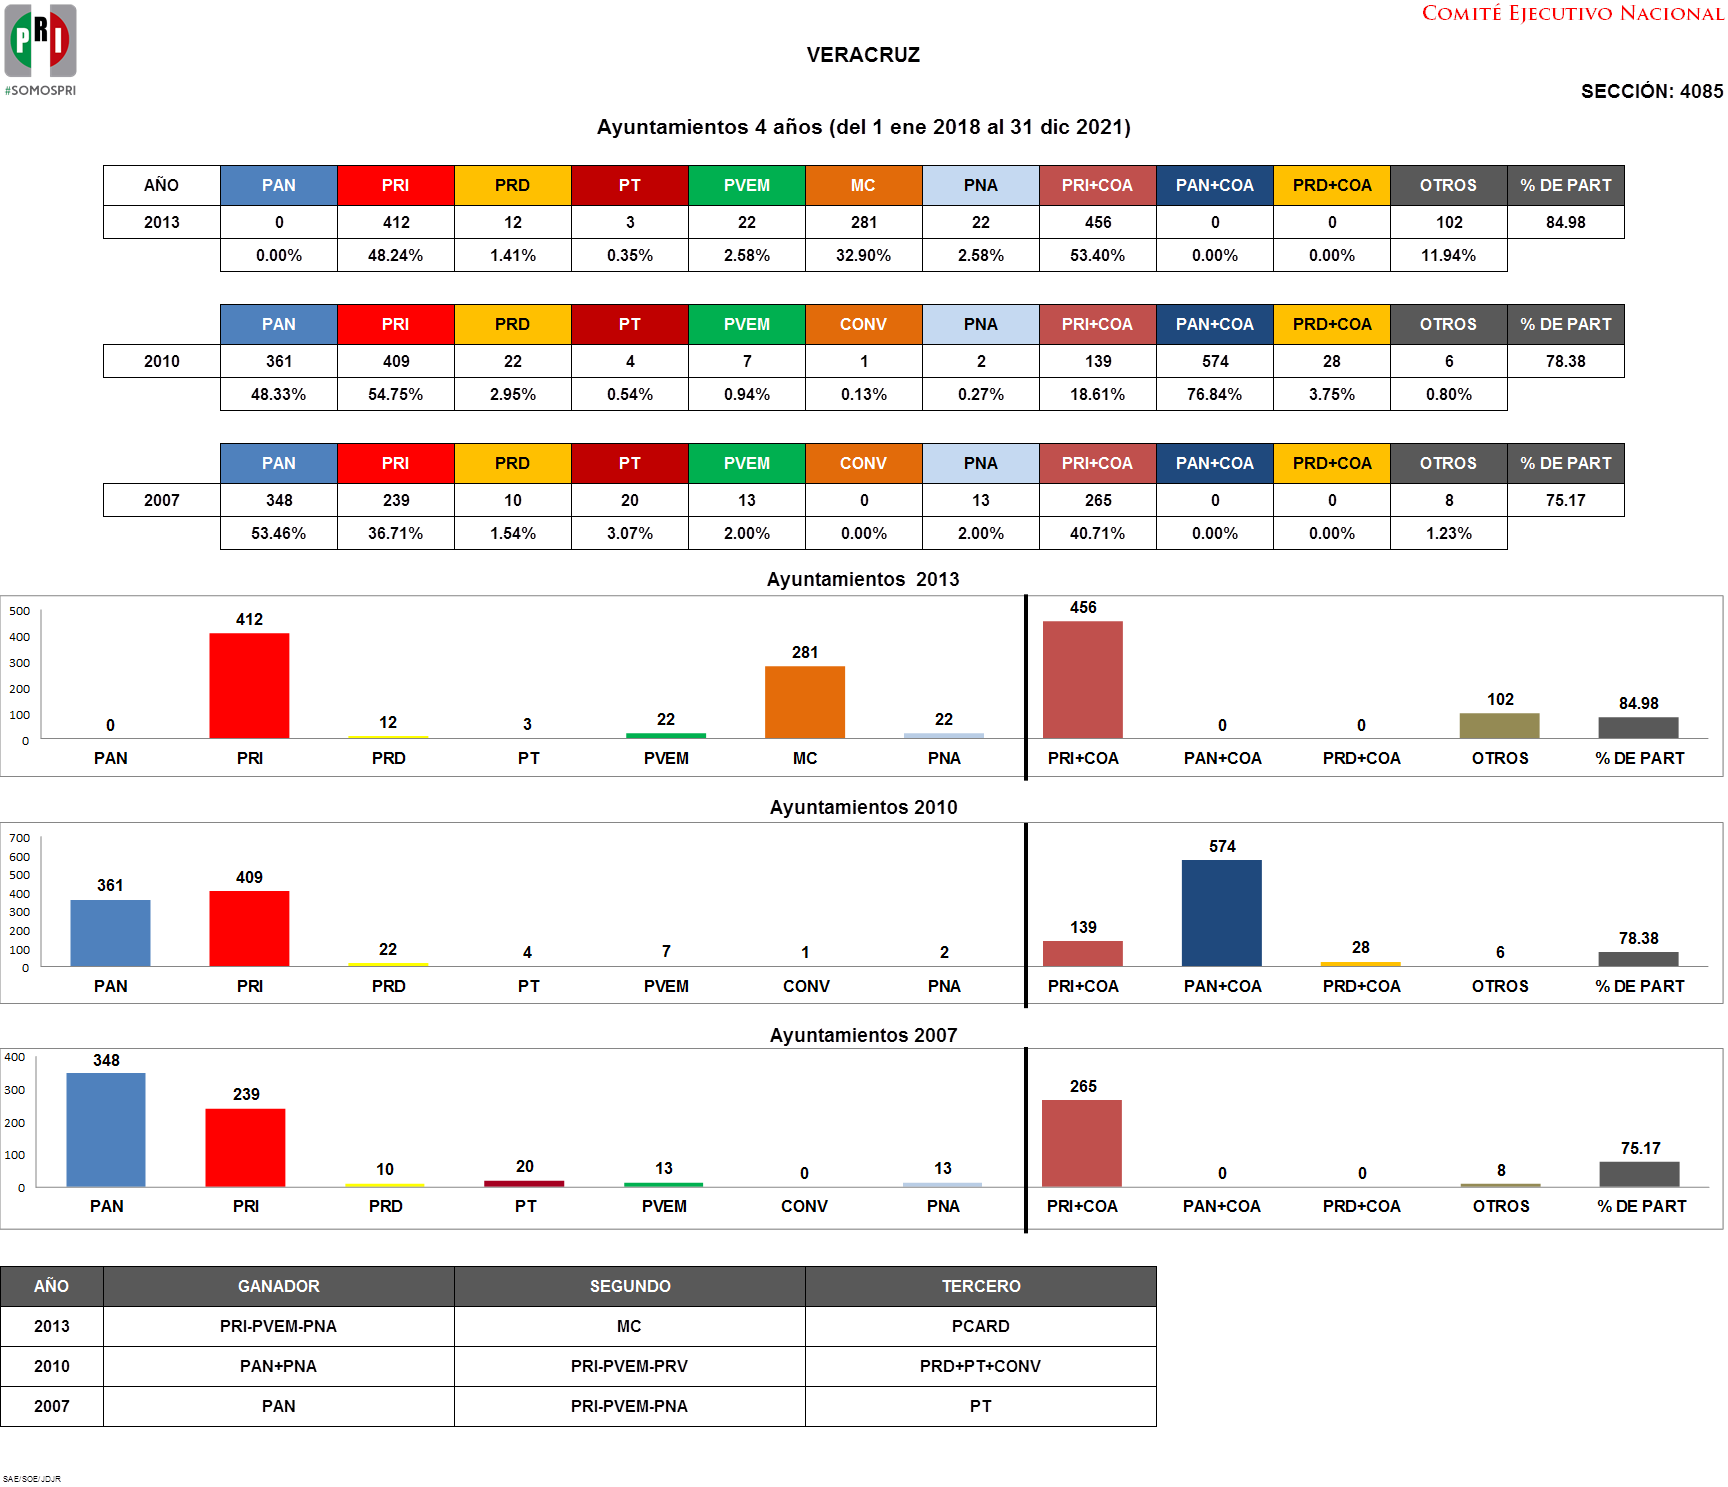 COMITÉ EJECUTIVO NACIONAL
PRI
#SOMOSPRI
VERACRUZ
SECCIÓN: 4085
Ayuntamientos 4 años (del 1 ene 2018 al 31 dic 2021)
AÑO PAN PRI PRD PT PVEM MC PNA PRI+COA PAN+COA PRD+COA OTROS % DE PART
2013 0 412 12 3 22 281 22 456 0 0 102 84.98
0.00% 48.24% 1.41% 0.35% 2.58% 32.90% 2.58% 53.40% 0.00% 0.00% 11.94%
PAN PRI PRD PT PVEM CONV PNA PRI+COA PAN+COA PRD+COA OTROS % DE PART
2010 361 409 22 4 7 1 2 139 574 28 6 78.38
48.33% 54.75% 2.95% 0.54% 0.94% 0.13% 0.27% 18.61% 76.84% 3.75% 0.80%
PAN PRI PRD PT PVEM CONV PNA PRI+COA PAN+COA PRD+COA OTROS % DE PART
2007 348 239 10 20 13 0 13 265 0 0 8 75.17
53.46% 36.71% 1.54% 3.07% 2.00% 0.00% 2.00% 40.71% 0.00% 0.00% 1.23%
Ayuntamientos 2013
500
400
300
200
100
0
0 412 12 3 22 281 22 456 0 0 102 84.98
PAN PRI PRD PT PVEM MC PNA PRI+COA PAN+COA PRD+COA OTROS % DE PART
Ayuntamientos 2010
700
600
500
400
300
200
100
0
361 409 22 4 7 1 2 139 574 28 6 78.38
PAN PRI PRD PT PVEM CONV PNA PRI+COA PAN+COA PRD+COA OTROS % DE PART
Ayuntamientos 2007
400
300
200
100
0
348 239 10 20 13 0 13 265 0 0 8 75.17
PAN PRI PRD PT PVEM CONV PNA PRI+COA PAN+COA PRD+COA OTROS % DE PART
AÑO GANADOR SEGUNDO TERCERO
2013 PRI-PVEM-PNA MC PCARD
2010 PAN+PNA PRI-PVEM-PRV PRD+PT+CONV
2007 PAN PRI-PVEM-PNA PT
SAE/SOE/JDJR